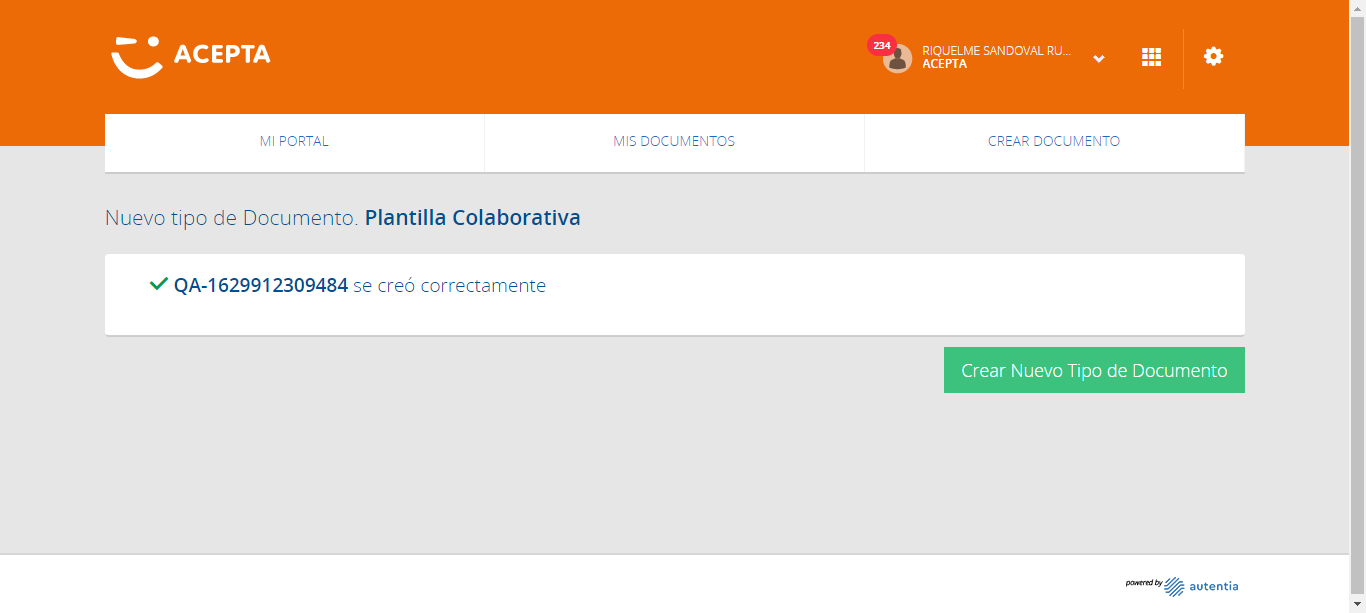 ACEPTA
234
RIQUELME SANDOVAL RU...
ACEPTA
MI PORTAL
MIS DOCUMENTOS
CREAR DOCUMENTO
Nuevo tipo de Documento. Plantilla Colaborativa
QA-1629912309484 se creó correctamente
Crear Nuevo Tipo de Documento
powered by autentia